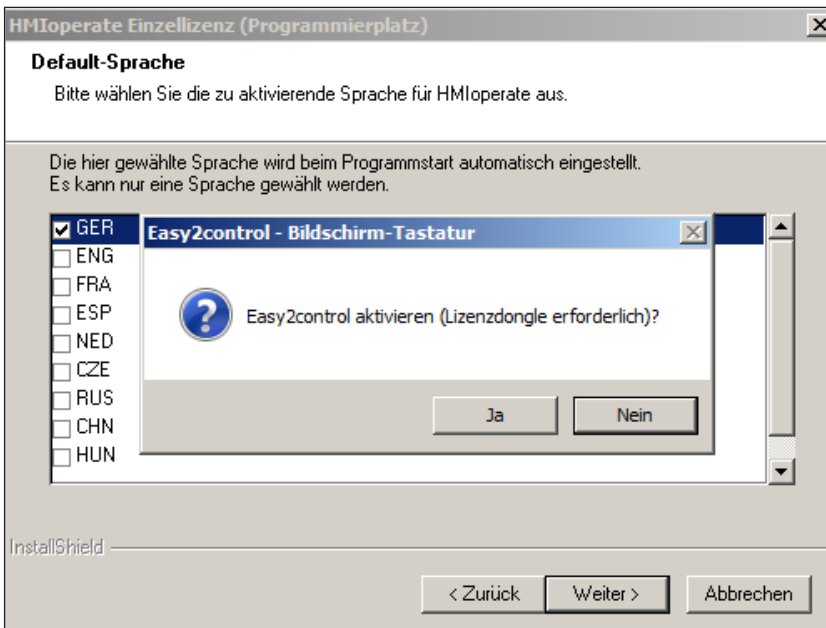 HMIoperate Einzellizenz (Programmierplatz)
Default-Sprache
Bitte wählen Sie die zu aktivierende Sprache für HMIoperate aus.
Die hier gewählte Sprache wird beim Programmstart automatisch eingestellt.
Es kann nur eine Sprache gewählt werden.
GER
ENG
FRA
ESP
NED
CZE
RUS
CHN
HUN
Easy2control - Bildschirm-Tastatur
Easy2control aktivieren (Lizenzdongle erforderlich)?
Ja Nein
InstallShield
< Zurück Weiter > Abbrechen